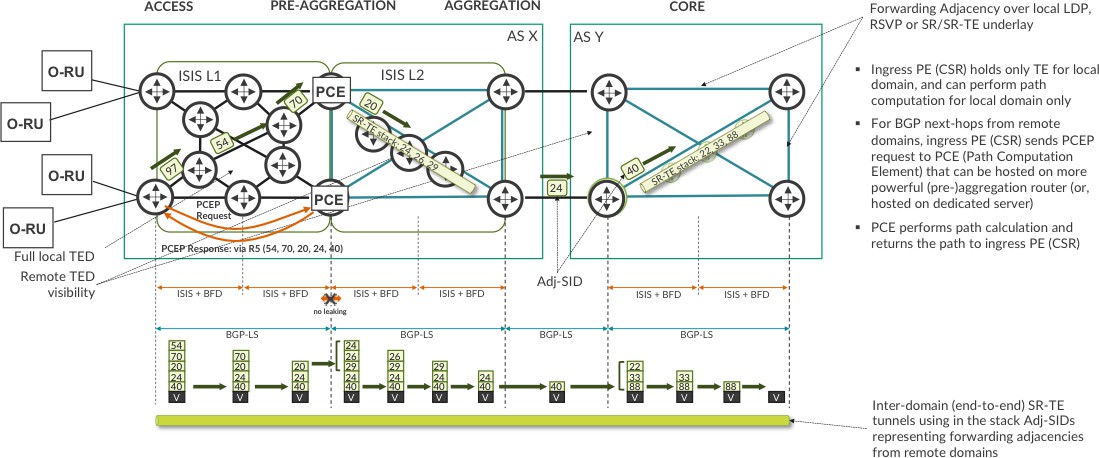 ACCESS
PRE-AGGREGATION
AGGREGATION
CORE
AS X
AS Y
ISIS L1
ISIS L2
O-RU
O-RU
O-RU
O-RU
PCE
PCE
97
54
70
20
SR-TE stack: 24, 26, 29
24
40
SR-TE stack: 22, 33, 88
PCEP
Request
PCEP Response: via R5 (54, 70, 20, 24, 40)
Full local TED
Remote TED
visibility
Adj-SID
ISIS + BFD
ISIS + BFD
ISIS + BFD
ISIS + BFD
ISIS + BFD
ISIS + BFD
no leaking
BGP-LS
BGP-LS
BGP-LS
BGP-LS
54
70
20
24
40
V
70
20
24
40
V
20
24
40
V
24
26
29
24
40
V
26
29
24
40
V
29
24
40
V
24
40
V
40
V
22
33
88
V
33
88
V
88
V
V
Forwarding Adjacency over local LDP,
RSVP or SR/SR-TE underlay
▪ Ingress PE (CSR) holds only TE for local
domain, and can perform path
computation for local domain only
▪ For BGP next-hops from remote
domains, ingress PE (CSR) sends PCEP
request to PCE (Path Computation
Element) that can be hosted on more
powerful (pre-)aggregation router (or,
hosted on dedicated server)
▪ PCE performs path calculation and
returns the path to ingress PE (CSR)
Inter-domain (end-to-end) SR-TE
tunnels using in the stack Adj-SIDs
representing forwarding adjacencies
from remote domains